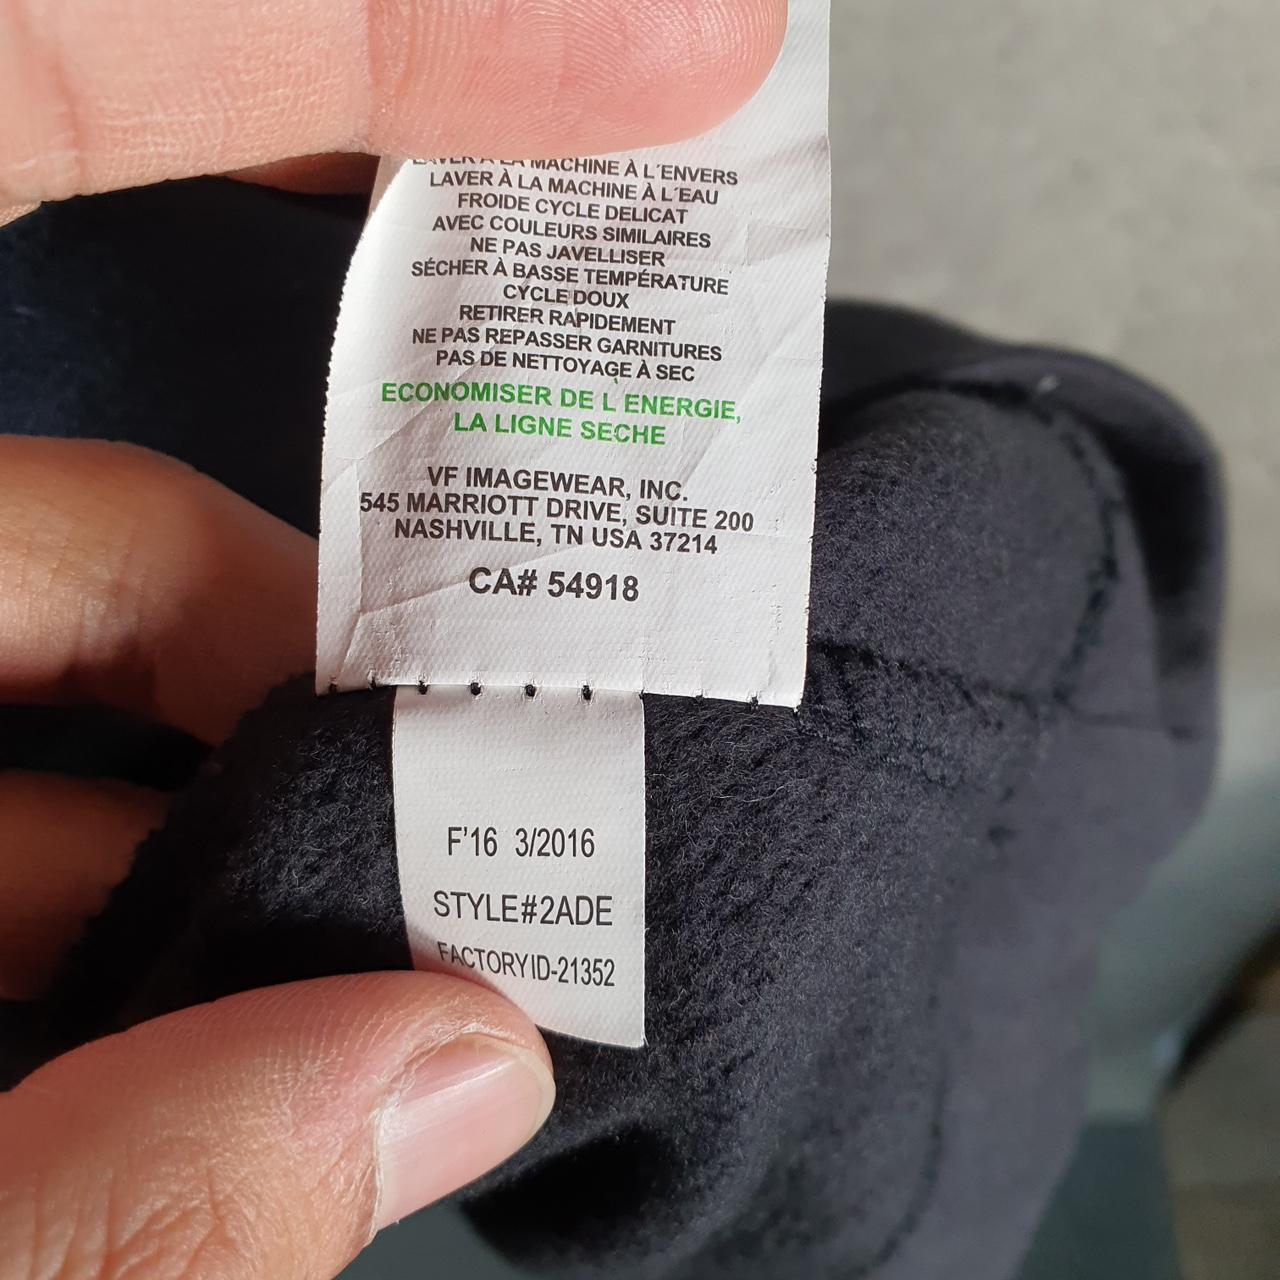 LAVER À LA MACHINE À L´ENVERS
LAVER À LA MACHINE À L´EAU
FROIDE CYCLE DELICAT
AVEC COULEURS SIMILAIRES
NE PAS JAVELLISER
SÉCHER À BASSE TEMPÉRATURE
CYCLE DOUX
RETIRER RAPIDEMENT
NE PAS REPASSER GARNITURES
PAS DE NETTOYAGE À SEC
ECONOMISER DE L ̀ENERGIE,
LA LIGNE SECHE
VF IMAGEWEAR, INC.
545 MARRIOTT DRIVE, SUITE 200
NASHVILLE, TN USA 37214
CA# 54918
F'16 3/2016
STYLE#2ADE
FACTORY ID-21352